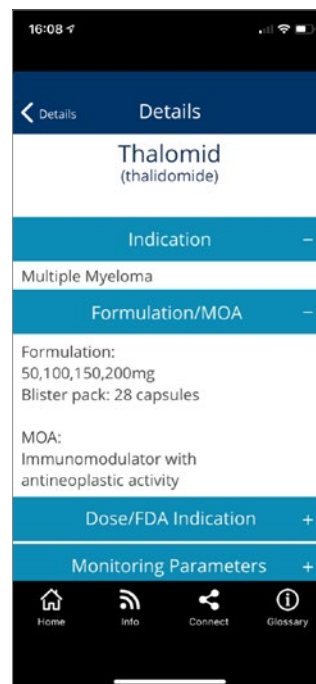 16:08
Details
Details
Thalomid
(thalidomide)
Indication −
Multiple Myeloma
Formulation/MOA −
Formulation:
50,100,150,200mg
Blister pack: 28 capsules
MOA:
Immunomodulator with
antineoplastic activity
Dose/FDA Indication +
Monitoring Parameters +
Home Info Connect Glossary